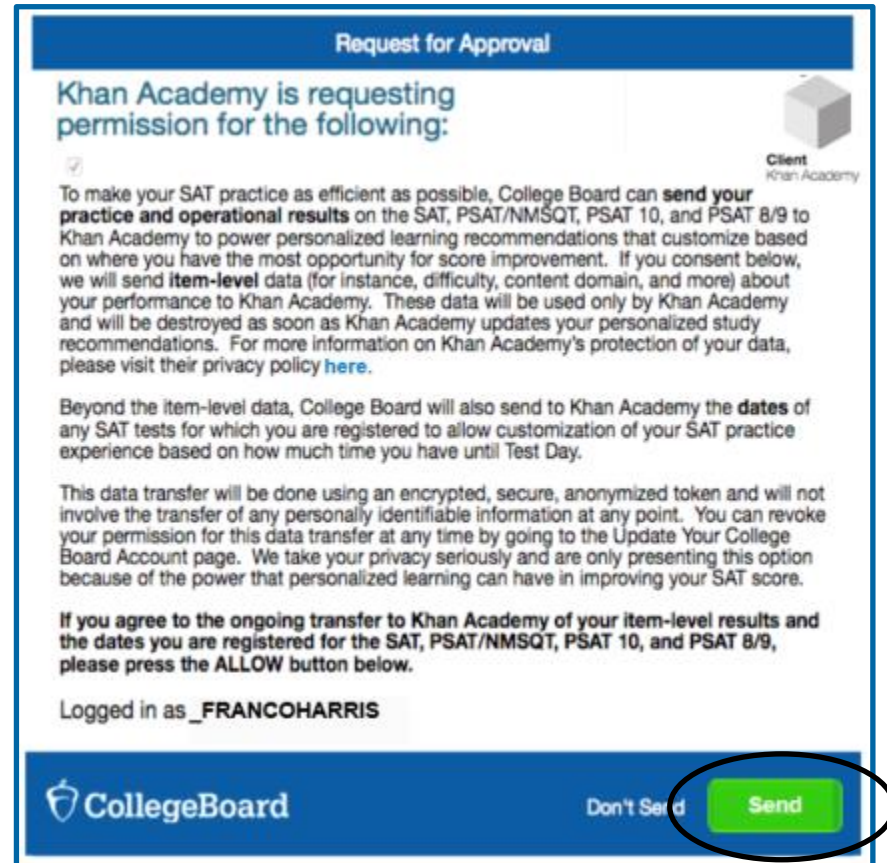 Request for Approval
Khan Academy is requesting
permission for the following:
Client
Khan Academy
To make your SAT practice as efficient as possible, College Board can send your
practice and operational results on the SAT, PSAT/NMSQT, PSAT 10, and PSAT 8/9 to
Khan Academy to power personalized learning recommendations that customize based
on where you have the most opportunity for score improvement. If you consent below,
we will send item-level data (for instance, difficulty, content domain, and more) about
your performance to Khan Academy. These data will be used only by Khan Academy
and will be destroyed as soon as Khan Academy updates your personalized study
recommendations. For more information on Khan Academy's protection of your data,
please visit their privacy policy here.
Beyond the item-level data, College Board will also send to Khan Academy the dates of
any SAT tests for which you are registered to allow customization of your SAT practice
experience based on how much time you have until Test Day.
This data transfer will be done using an encrypted, secure, anonymized token and will not
involve the transfer of any personally identifiable information at any point. You can revoke
your permission for this data transfer at any time by going to the Update Your College
Board Account page. We take your privacy seriously and are only presenting this option
because of the power that personalized learning can have in improving your SAT score.
If you agree to the ongoing transfer to Khan Academy of your item-level results and
the dates you are registered for the SAT, PSAT/NMSQT, PSAT 10, and PSAT 8/9,
please press the ALLOW button below.
Logged in as _FRANCOHARRIS
CollegeBoard
Don't Send
Send